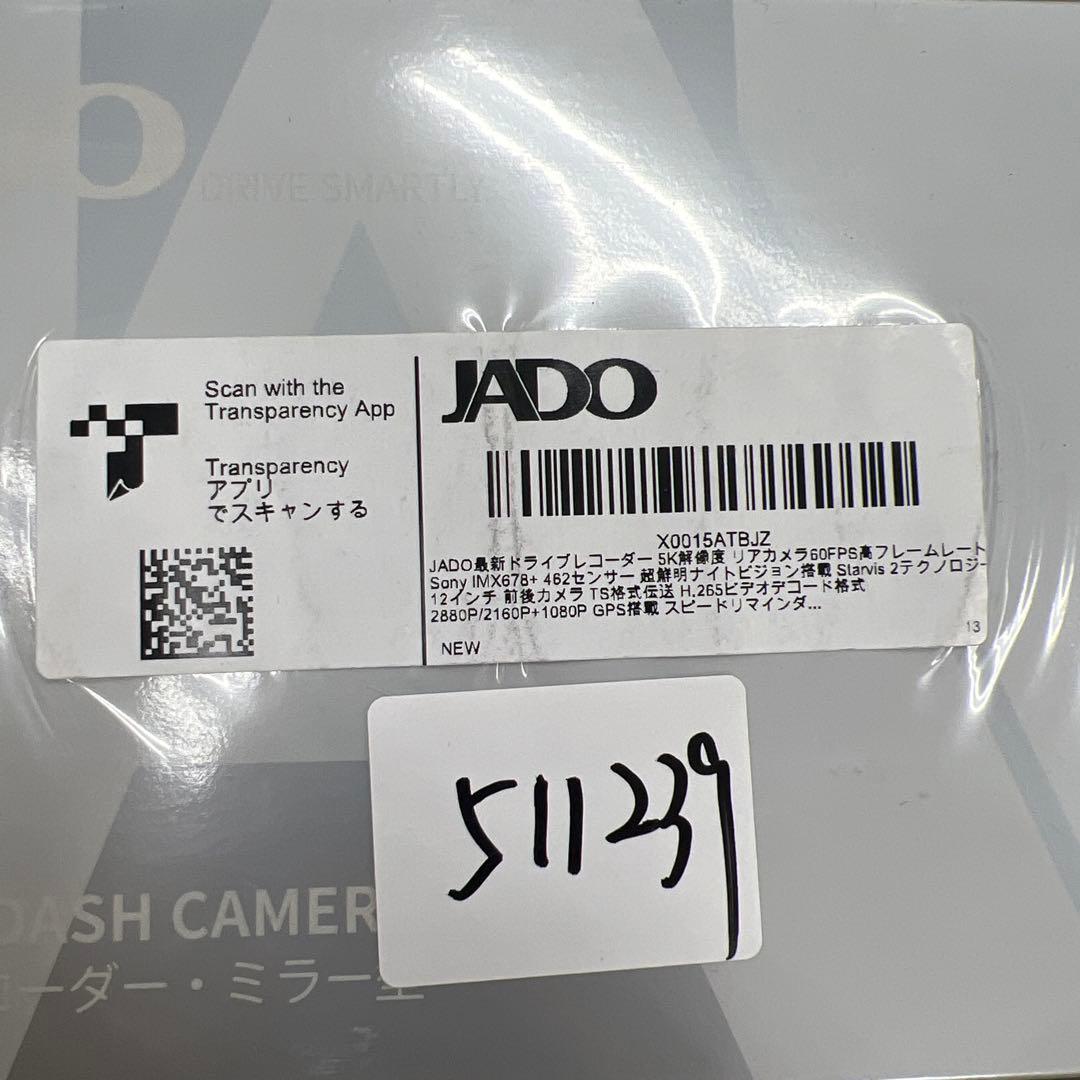 DRIVE SMARTLY
Scan with the
Transparency App
Transparency
アプリ
でスキャンする
JADO
X0015ATBJZ
JADO最新ドライブレコーダー 5K解像度 リアカメラ60FPS高フレームレート
Sony IMX678+ 462センサー 超鮮明ナイトビジョン搭載 Starvis 2テクノロジー
12インチ 前後カメラ TS格式伝送 H.265ビデオデコード格式
2880P/2160P+1080P GPS搭載 スピードリマインダ...
NEW
13
511239
DASH CAMER
ーダー・ミラー型